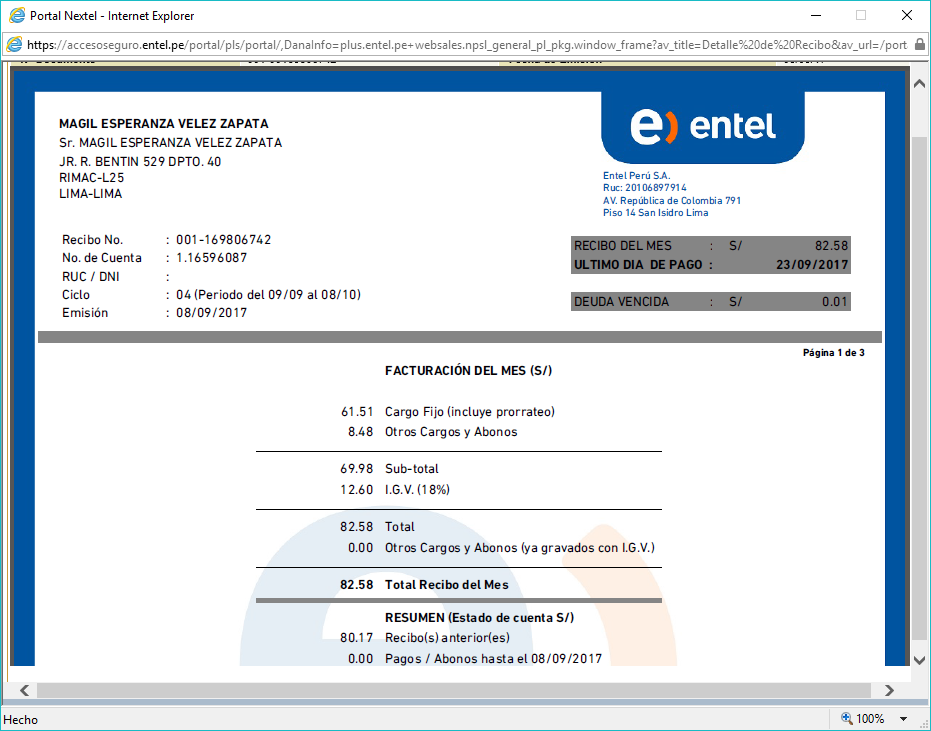 Portal Nextel - Internet Explorer
https://accesoseguro.entel.pe/portal/pls/portal/,DanaInfo=plus.entel.pe+websales.npsl_general_pl_pkg.window_frame?av_title=Detalle%20de%20Recibo&av_url=/port
MAGIL ESPERANZA VELEZ ZAPATA
Sr. MAGIL ESPERANZA VELEZ ZAPATA
JR. R. BENTIN 529 DPTO. 40
RIMAC-L25
LIMA-LIMA
e) entel
Entel Perú S.A.
Ruc: 20106897914
AV. República de Colombia 791
Piso 14 San Isidro Lima
Recibo No. : 001-169806742
No. de Cuenta : 1.16596087
RUC / DNI :
Ciclo : 04 (Periodo del 09/09 al 08/10)
Emisión : 08/09/2017
RECIBO DEL MES : S/ 82.58
ULTIMO DIA DE PAGO : 23/09/2017
DEUDA VENCIDA : S/ 0.01
Página 1 de 3
FACTURACIÓN DEL MES (S/)
61.51 Cargo Fijo (incluye prorrateo)
8.48 Otros Cargos y Abonos
69.98 Sub-total
12.60 I.G.V. (18%)
82.58 Total
0.00 Otros Cargos y Abonos (ya gravados con I.G.V.)
82.58 Total Recibo del Mes
RESUMEN (Estado de cuenta S/)
80.17 Recibo(s) anterior(es)
0.00 Pagos / Abonos hasta el 08/09/2017
Hecho
100%